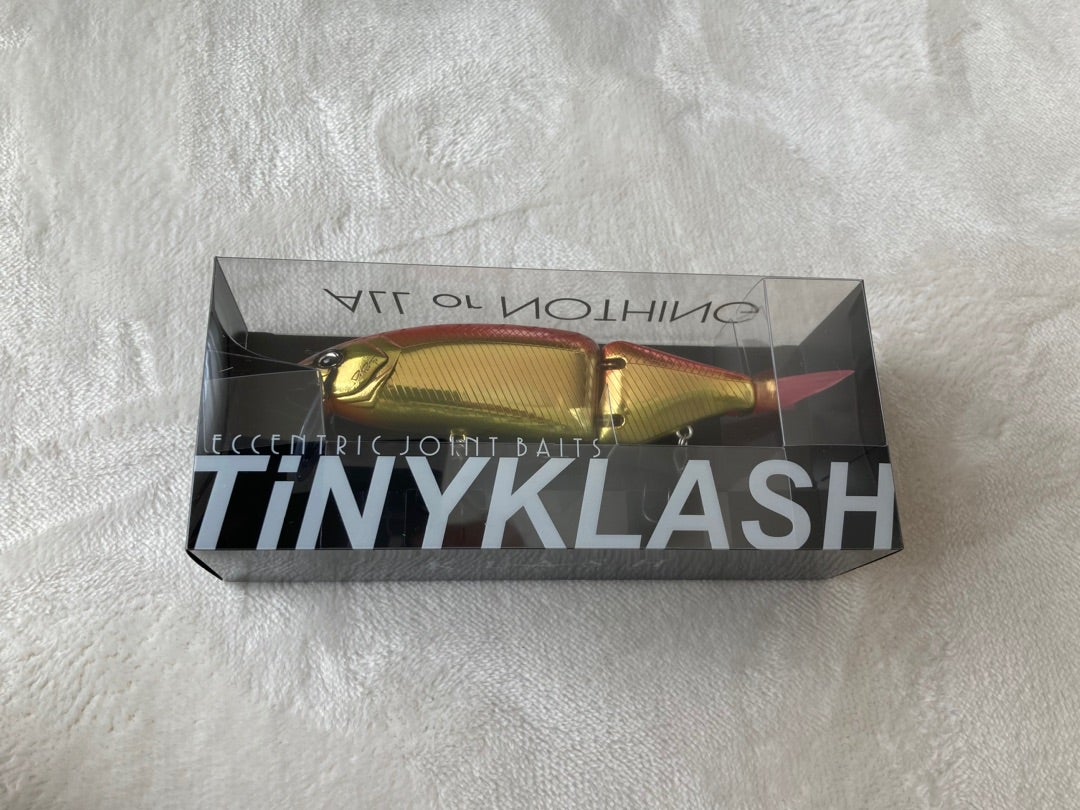 ALL or NOTHING
ECCENTRIC JOINT BAITS
TiNYKLASH